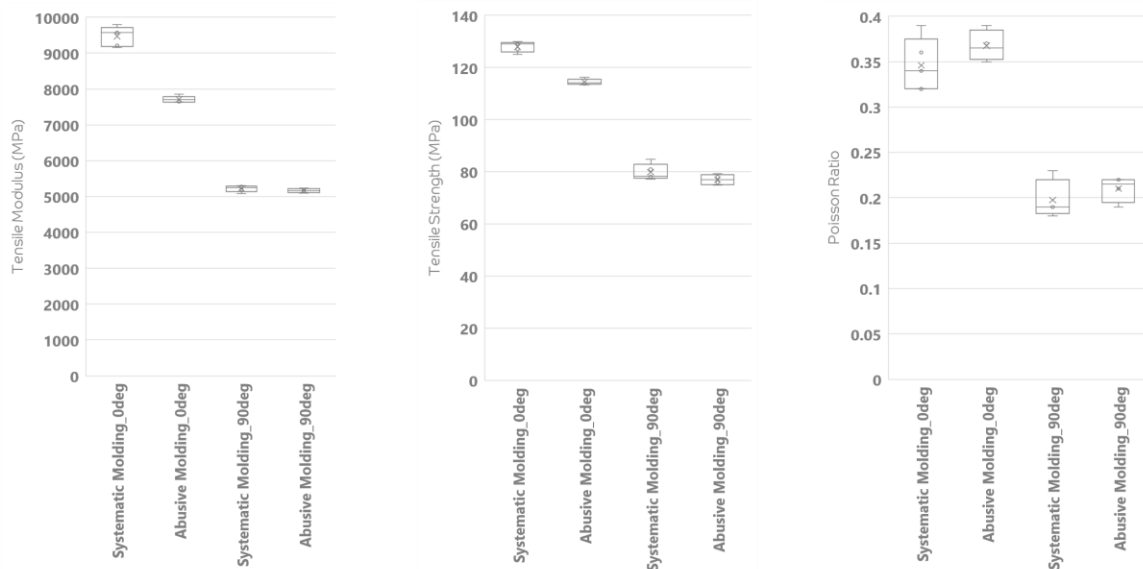 Tensile Modulus (MPa)
10000
9000
8000
7000
6000
5000
4000
3000
2000
1000
0
Systematic Molding_0deg
Abusive Molding_0deg
Systematic Molding_90deg
Abusive Molding_90deg
Tensile Strength (MPa)
140
120
100
80
60
40
20
0
Systematic Molding_0deg
Abusive Molding_0deg
Systematic Molding_90deg
Abusive Molding_90deg
Poisson Ratio
0.4
0.35
0.3
0.25
0.2
0.15
0.1
0.05
0
Systematic Molding_0deg
Abusive Molding_0deg
Systematic Molding_90deg
Abusive Molding_90deg